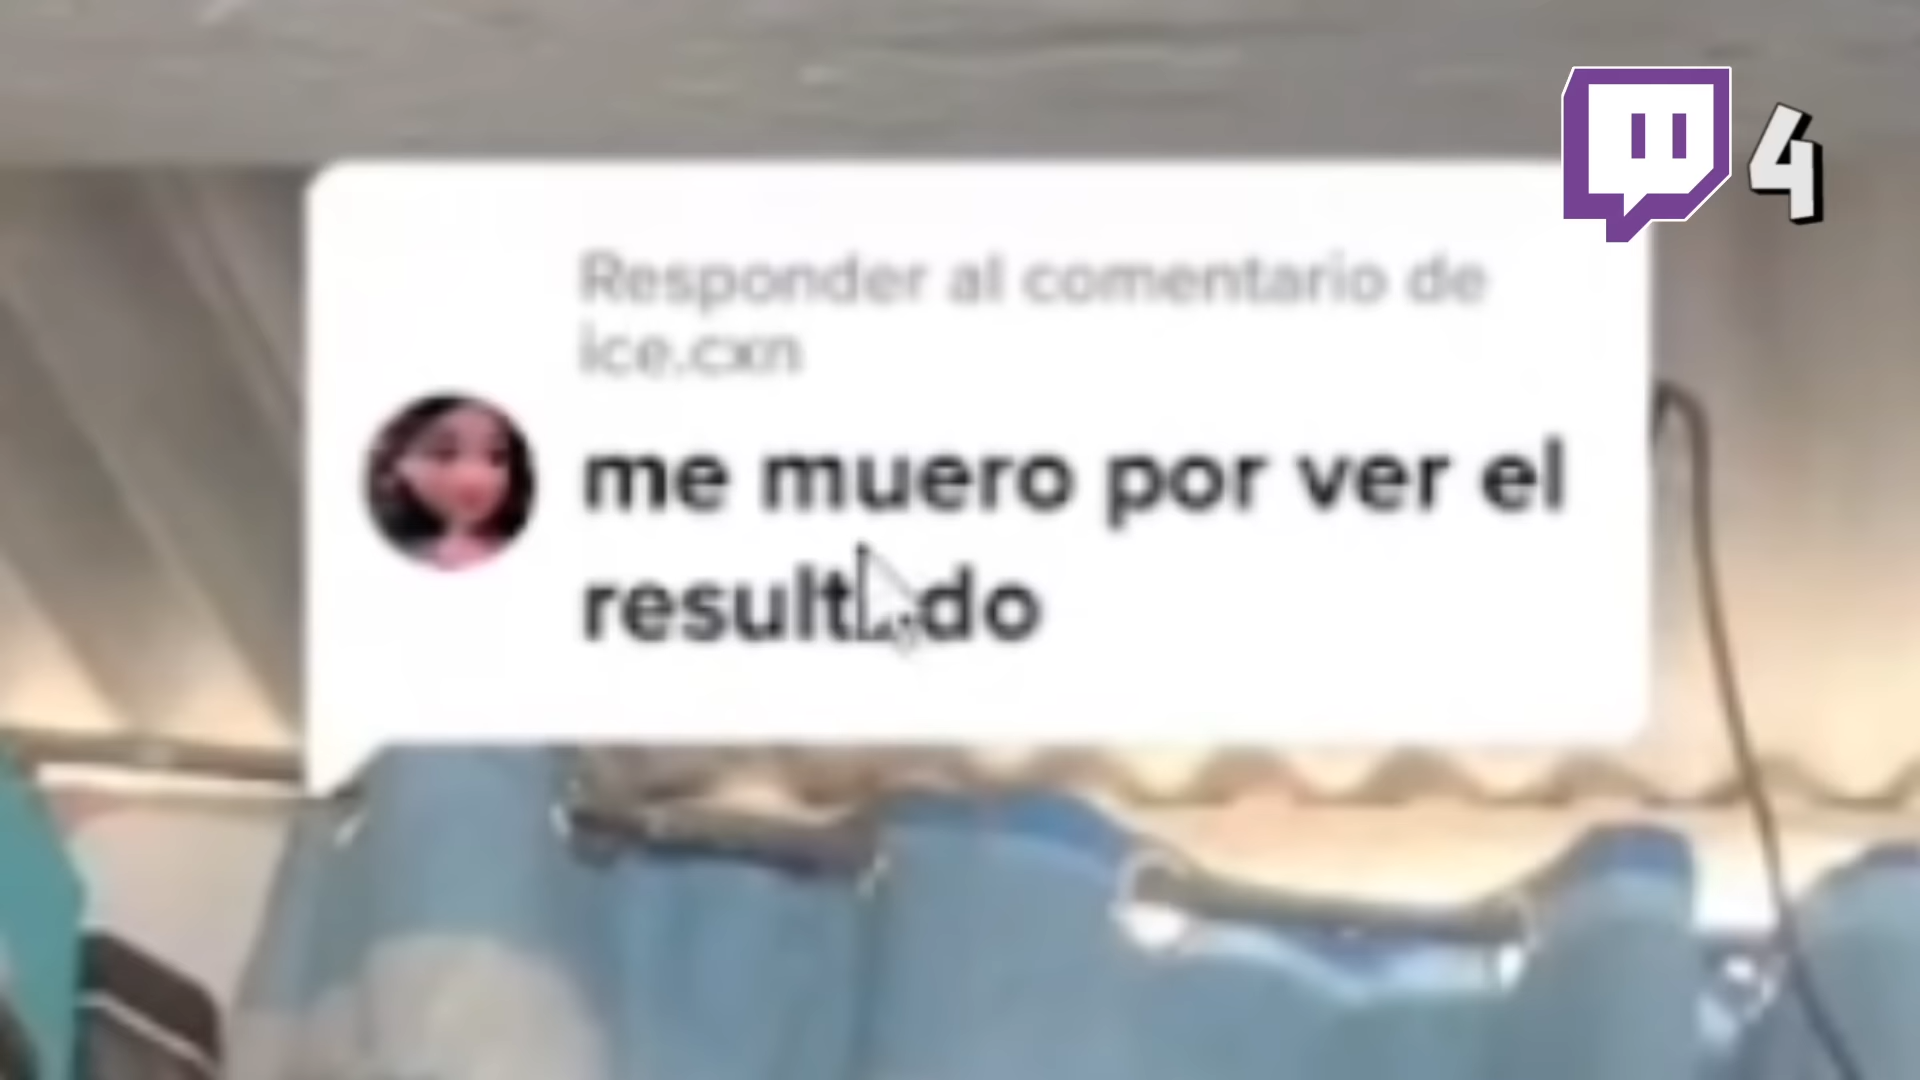 4
Responder al comentario de
ice.cxn
me muero por ver el
resultado